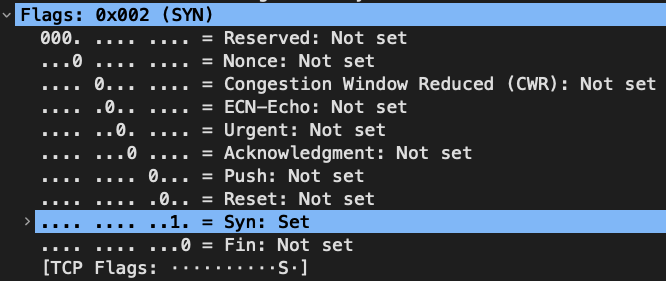 Flags: 0x002 (SYN)
000. .... .... = Reserved: Not set
...0 .... .... = Nonce: Not set
.... 0... .... = Congestion Window Reduced (CWR): Not set
.... .0.. .... = ECN-Echo: Not set
.... ..0. .... = Urgent: Not set
.... ...0 .... = Acknowledgment: Not set
.... .... 0... = Push: Not set
.... .... .0.. = Reset: Not set
.... .... ..1. = Syn: Set
.... .... ...0 = Fin: Not set
[TCP Flags: ··········S·]